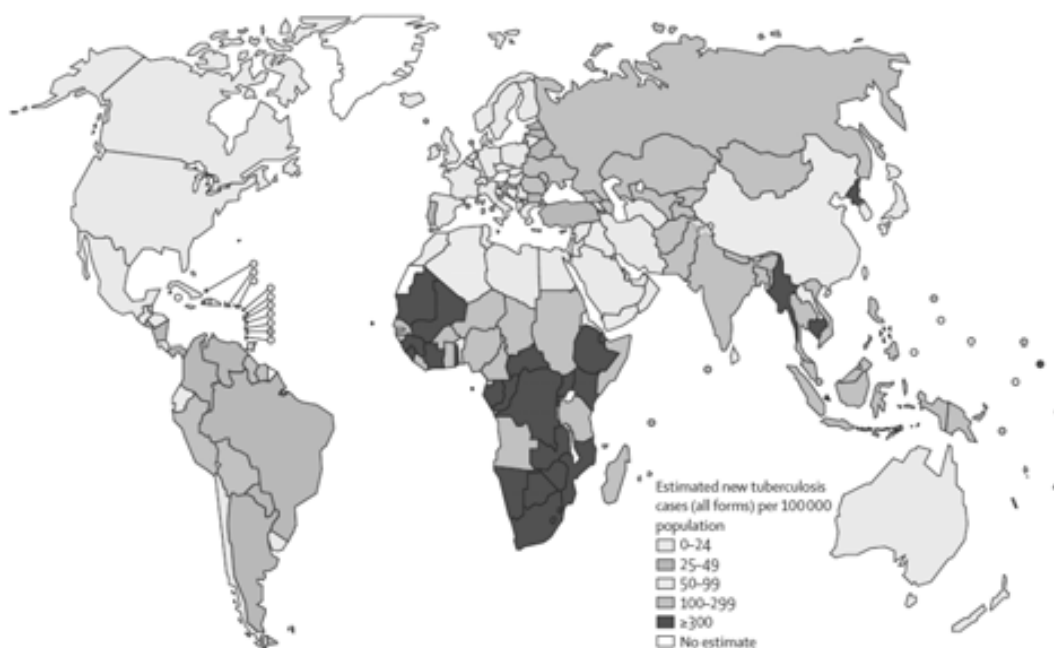 Estimated new tuberculosis
cases (all forms) per 100 000
population
0–24
25–49
50–99
100–299
≥300
No estimate